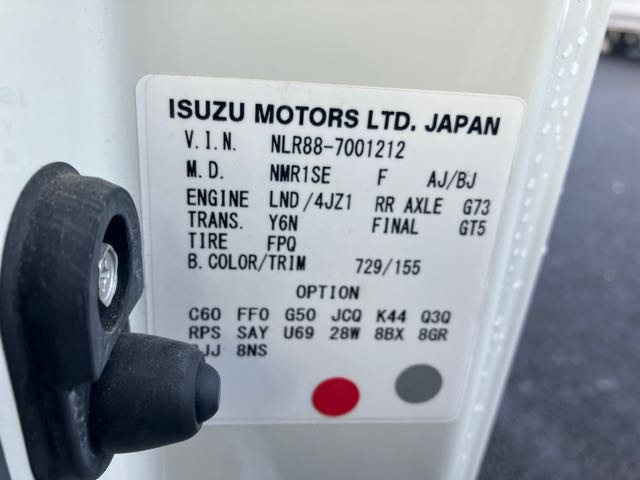 ISUZU MOTORS LTD. JAPAN
V.I.N. NLR88-7001212
M.D. NMR1SE F AJ/BJ
ENGINE LND/4JZ1 RR AXLE G73
TRANS. Y6N FINAL GT5
TIRE FPQ
B.COLOR/TRIM 729/155
OPTION
C60 FF0 G50 JCQ K44 Q3Q
RPS SAY U69 28W 8BX 8GR
8NS